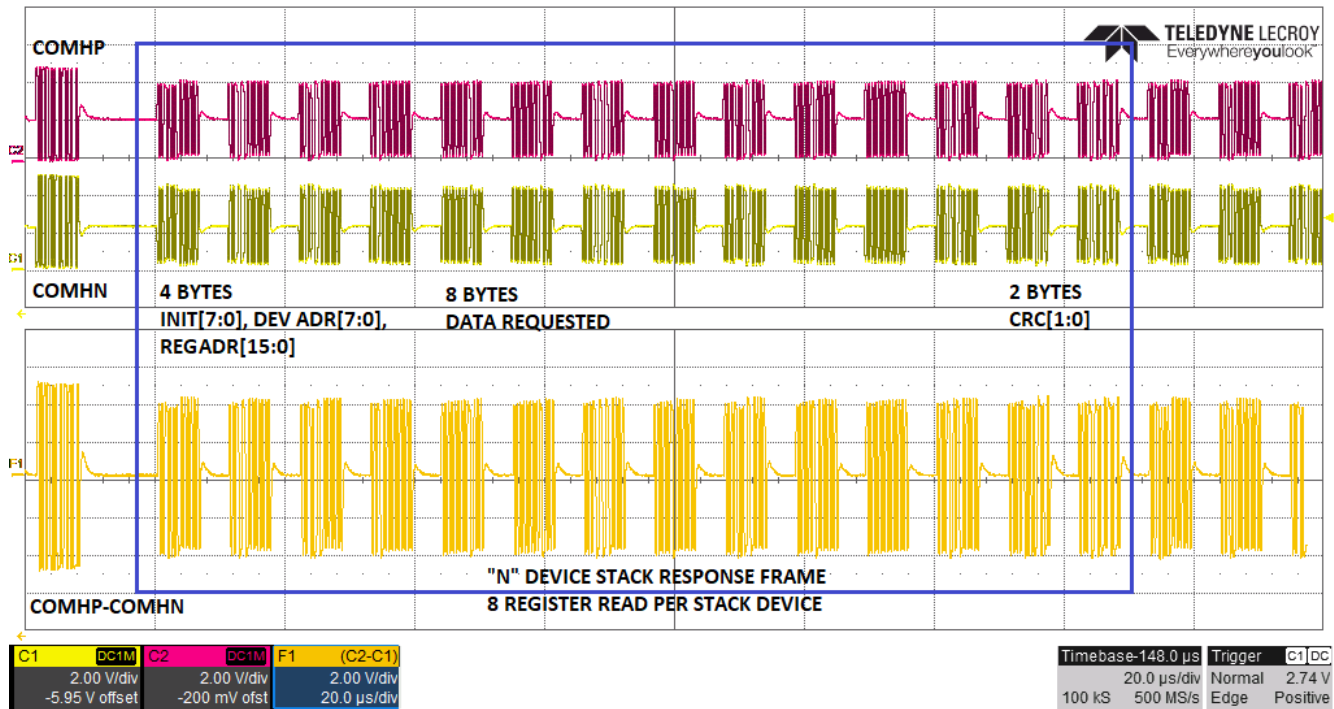 COMHP
TELEDYNE LECROY
Everywhereyoulook™
C2
C1
COMHN
4 BYTES
INIT[7:0], DEV ADR[7:0],
REGADR[15:0]
8 BYTES
DATA REQUESTED
2 BYTES
CRC[1:0]
F1
"N" DEVICE STACK RESPONSE FRAME
8 REGISTER READ PER STACK DEVICE
COMHP-COMHN
C1 DC1M
2.00 V/div
-5.95 V offset
C2 DC1M
2.00 V/div
-200 mV ofst
F1 (C2-C1)
2.00 V/div
20.0 µs/div
Timebase -148.0 µs
20.0 µs/div
100 kS 500 MS/s
Trigger C1 DC
Normal 2.74 V
Edge Positive